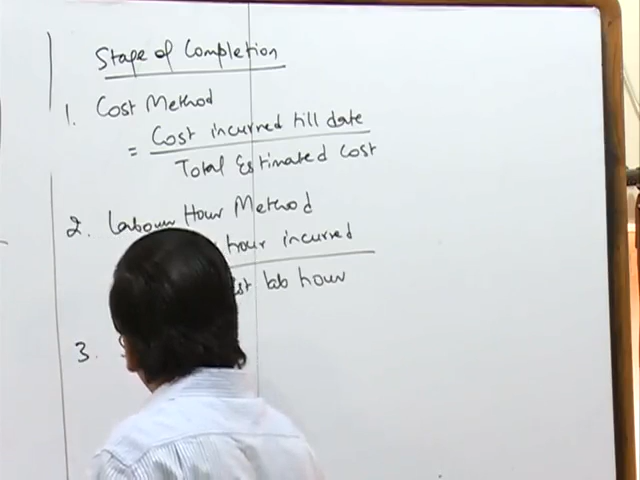 Stage of Completion
1. Cost Method
= Cost incurred till date
Total Estimated Cost
2. Labour Hour Method
hour incurred
lab hour
3.